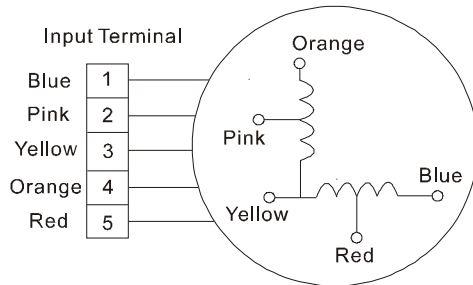 Input Terminal
Blue 1
Pink 2
Yellow 3
Orange 4
Red 5
Orange
Pink
Blue
Yellow
Red